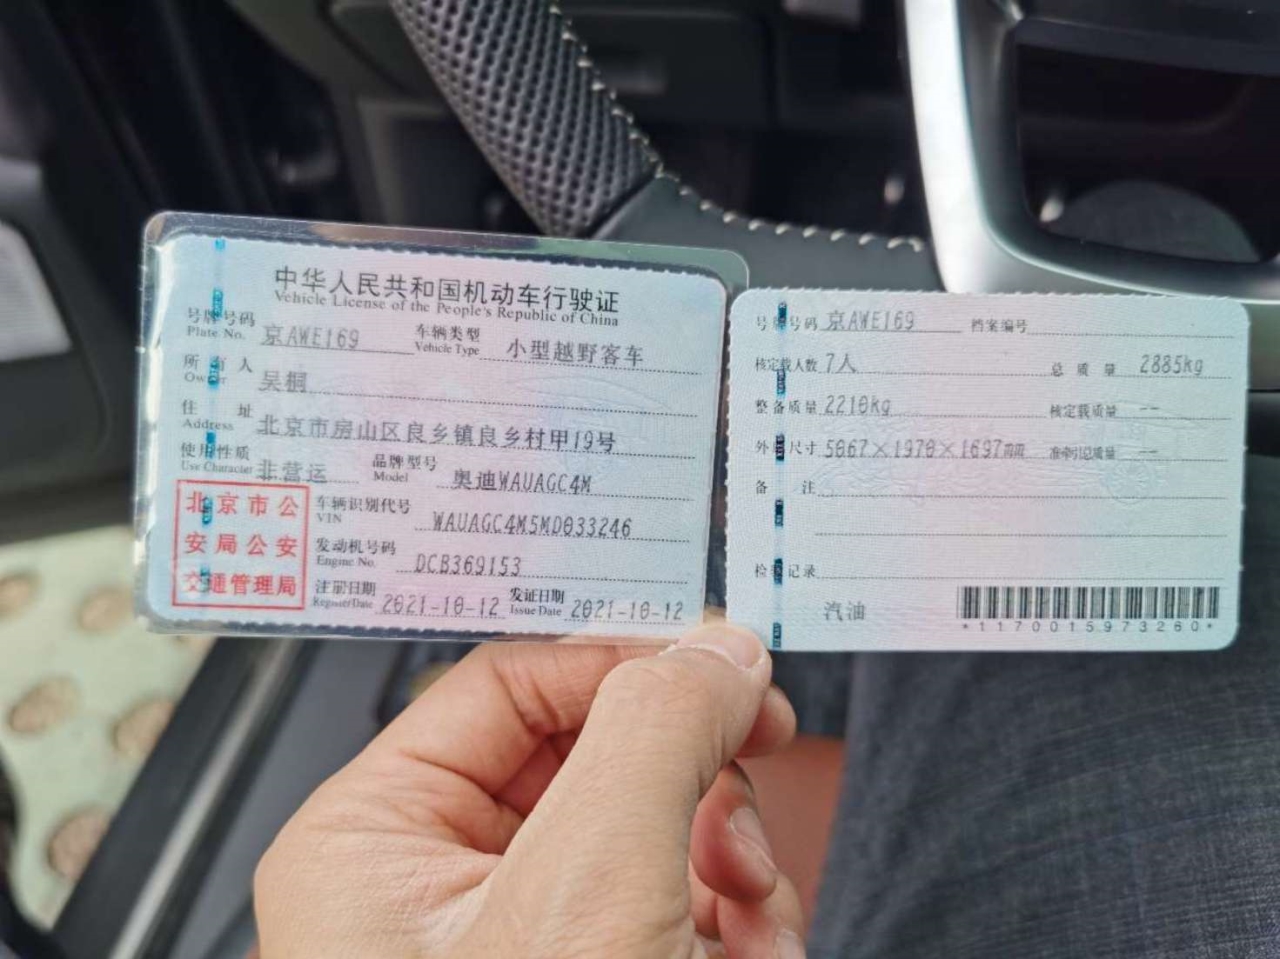 中华人民共和国机动车行驶证
Vehicle License of the People's Republic of China
号牌号码 京AWE169 车辆类型 小型越野客车
Plate No. Vehicle Type
所有人 吴桐
Owner
住址 北京市房山区良乡镇良乡村甲19号
Address
使用性质 非营运 品牌型号 奥迪WAUAGC4M
Use Character Model
北京市公
安局公安
交通管理局
车辆识别代号 WAUAGC4M5MD033246
VIN
发动机号码 DCB369153
Engine No.
注册日期 2021-10-12 发证日期 2021-10-12
Register Date Issue Date
号牌号码 京AWE169 档案编号
核定载人数 7人 总质量 2885kg
整备质量 2210kg 核定载质量 --
外廓尺寸 5067×1970×1697mm 准牵引总质量 --
备注
检验记录
汽油
*1170015973260*